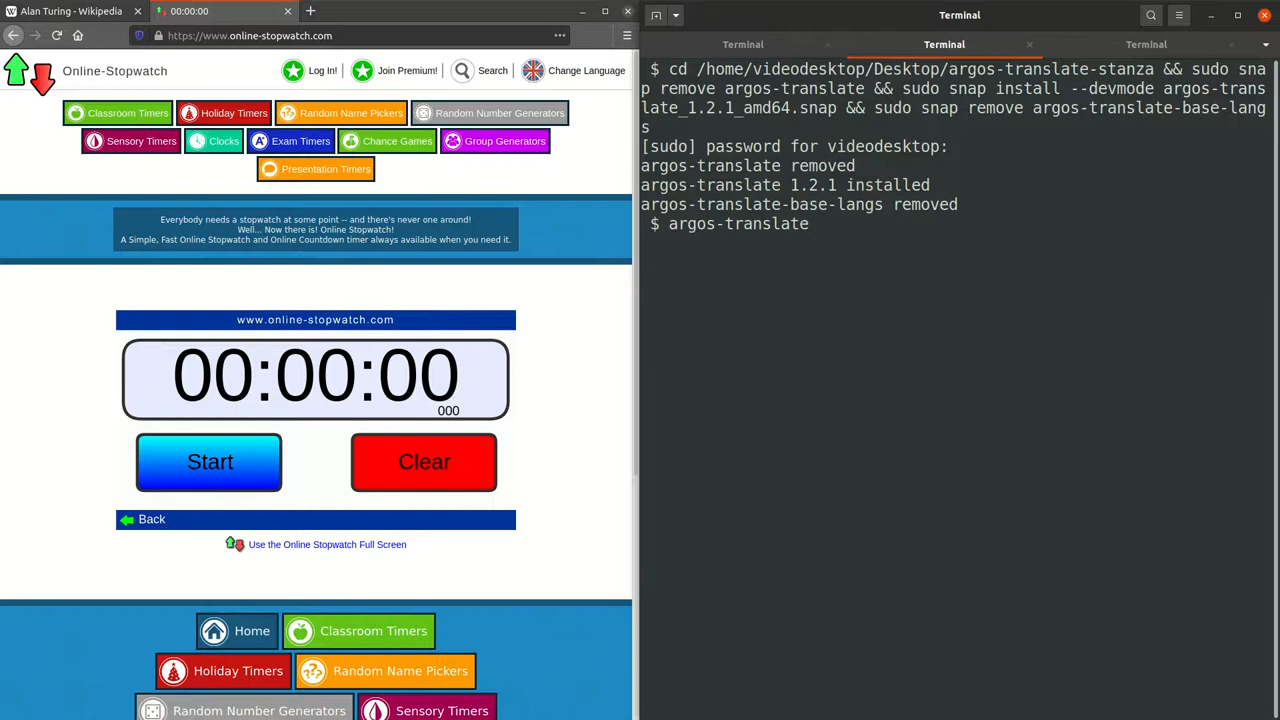 Alan Turing - Wikipedia
00:00:00
https://www.online-stopwatch.com
Online-Stopwatch
Log In!
Join Premium!
Search
Change Language
Classroom Timers
Holiday Timers
Random Name Pickers
Random Number Generators
Sensory Timers
Clocks
Exam Timers
Chance Games
Group Generators
Presentation Timers
Everybody needs a stopwatch at some point -- and there's never one around!
Well... Now there is! Online Stopwatch!
A Simple, Fast Online Stopwatch and Online Countdown timer always available when you need it.
www.online-stopwatch.com
00:00:00
000
Start
Clear
Back
Use the Online Stopwatch Full Screen
Home
Classroom Timers
Holiday Timers
Random Name Pickers
Random Number Generators
Sensory Timers
Terminal
Terminal
Terminal
Terminal
$ cd /home/videodesktop/Desktop/argos-translate-stanza && sudo sna
p remove argos-translate && sudo snap install --devmode argos-trans
late_1.2.1_amd64.snap && sudo snap remove argos-translate-base-lang
s
[sudo] password for videodesktop:
argos-translate removed
argos-translate 1.2.1 installed
argos-translate-base-langs removed
$ argos-translate